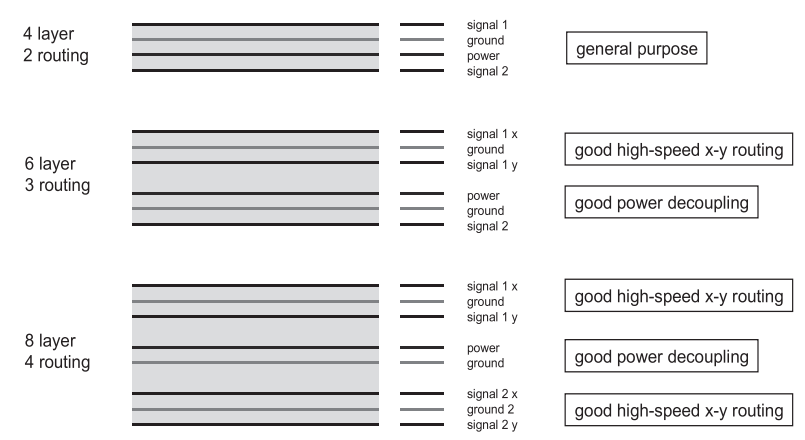 4 layer
2 routing
signal 1
ground
power
signal 2
general purpose
6 layer
3 routing
signal 1 x
ground
signal 1 y
power
ground
signal 2
good high-speed x-y routing
good power decoupling
8 layer
4 routing
signal 1 x
ground
signal 1 y
power
ground
signal 2 x
ground 2
signal 2 y
good high-speed x-y routing
good power decoupling
good high-speed x-y routing